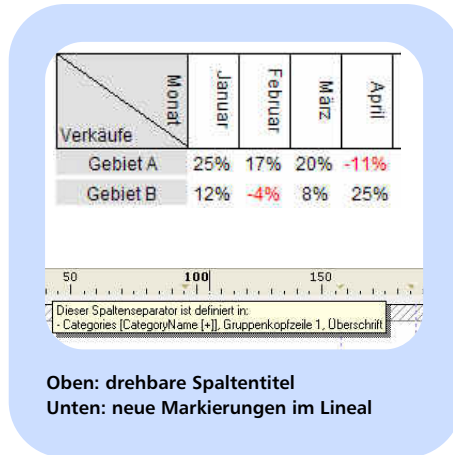 Monat Januar Februar März April
Verkäufe
Gebiet A 25% 17% 20% -11%
Gebiet B 12% -4% 8% 25%
50 100 150
Dieser Spaltenseparator ist definiert in:
- Categories [CategoryName [+]], Gruppenkopfzeile 1, Überschrift
Oben: drehbare Spaltentitel
Unten: neue Markierungen im Lineal